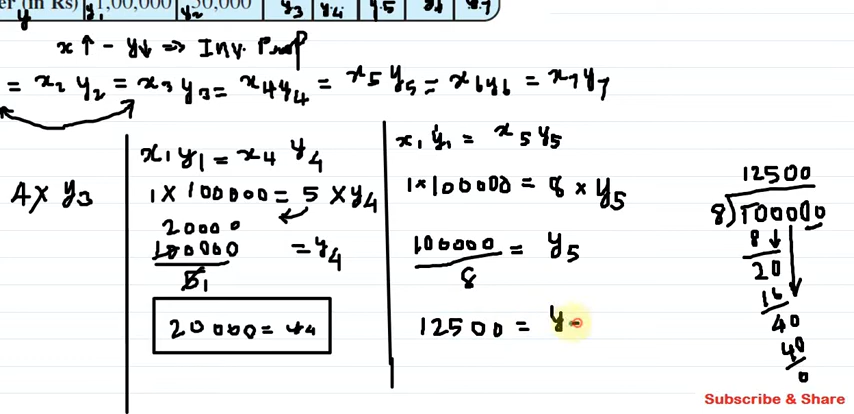 er (in Rs) y1 1,00,000 y2 50,000 y3 y4 y5 y6 y7
y
x ↑ - y↓ ⇒ Inv. Prop
= x2 y2 = x3 y3 = x4 y4 = x5 y5 = x6 y6 = x7 y7
4 x y3
x1 y1 = x4 y4
1 x 100000 = 5 x y4
20000
100000 = y4
5 1
20000 = y4
x1 y1 = x5 y5
1 x 100000 = 8 x y5
100000 = y5
8
12500 = y
12500
8)100000
8
20
16
40
40
0
Subscribe & Share